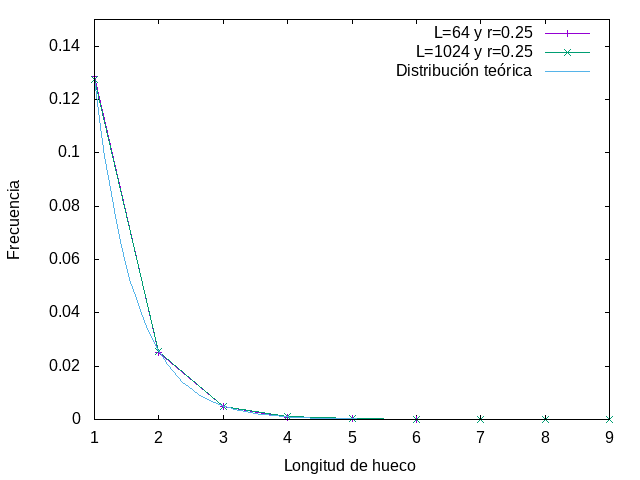 0.14
0.12
0.1
0.08
0.06
0.04
0.02
0
1 2 3 4 5 6 7 8 9
Frecuencia
Longitud de hueco
L=64 y r=0.25
L=1024 y r=0.25
Distribución teórica